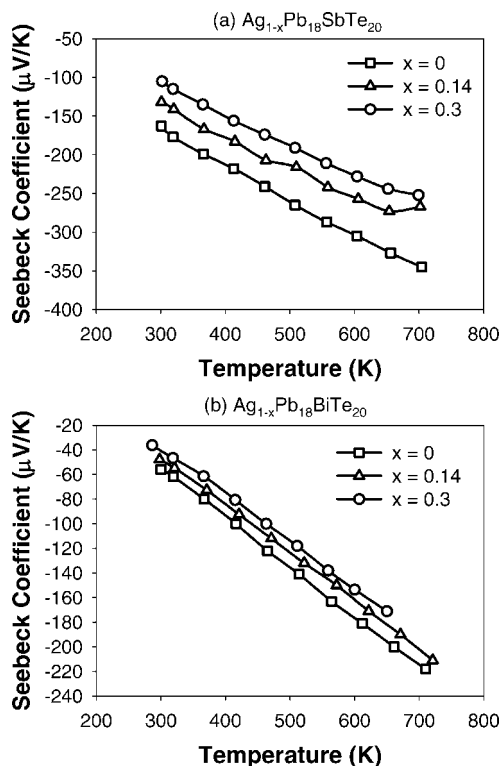 (a) Ag₁₋ₓPb₁₈SbTe₂₀
-50
-100
-150
-200
-250
-300
-350
-400
Seebeck Coefficient (μV/K)
x = 0
x = 0.14
x = 0.3
200 300 400 500 600 700 800
Temperature (K)
(b) Ag₁₋ₓPb₁₈BiTe₂₀
-20
-40
-60
-80
-100
-120
-140
-160
-180
-200
-220
-240
Seebeck Coefficient (μV/K)
x = 0
x = 0.14
x = 0.3
200 300 400 500 600 700 800
Temperature (K)